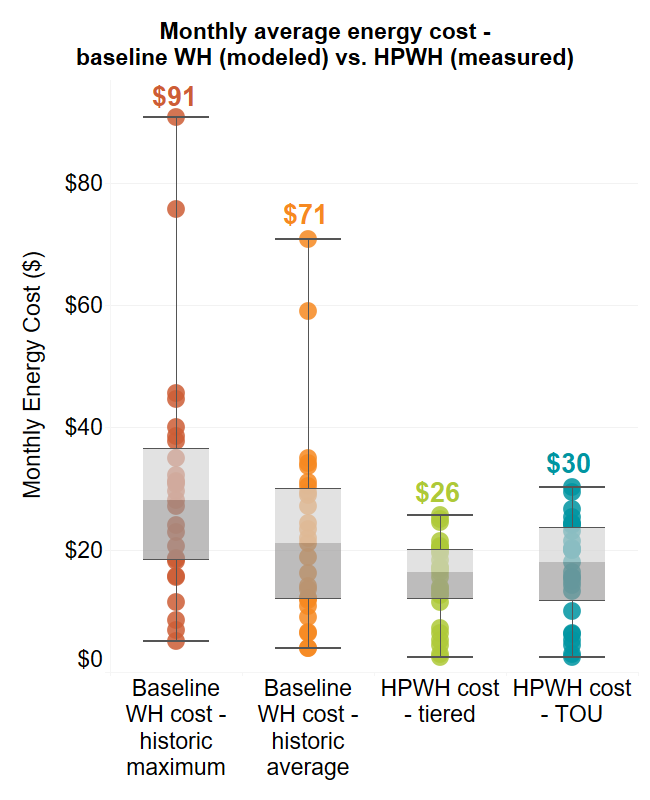 Monthly average energy cost -
baseline WH (modeled) vs. HPWH (measured)
$91
$80
$71
$60
Monthly Energy Cost ($)
$40
$26
$30
$20
$0
Baseline
WH cost -
historic
maximum
Baseline
WH cost -
historic
average
HPWH cost
- tiered
HPWH cost
- TOU